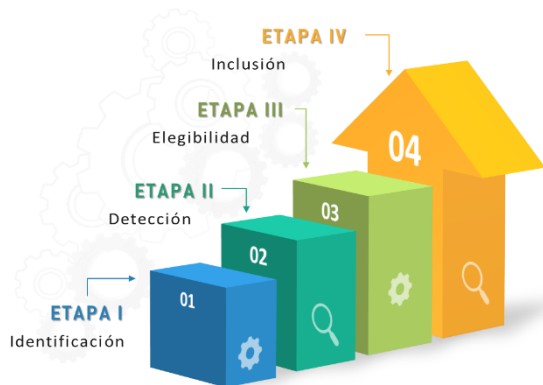 ETAPA IV
Inclusión
ETAPA III
Elegibilidad
04
ETAPA II
Detección
03
02
ETAPA I
Identificación
01